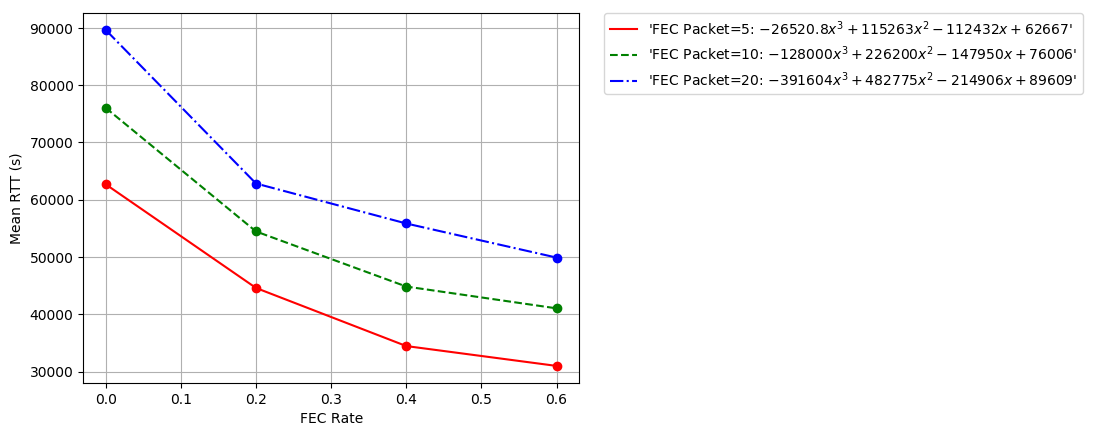 90000
80000
70000
60000
50000
40000
30000
Mean RTT (s)
0.0 0.1 0.2 0.3 0.4 0.5 0.6
FEC Rate
'FEC Packet=5: −26520.8x³ + 115263x² − 112432x + 62667'
'FEC Packet=10: −128000x³ + 226200x² − 147950x + 76006'
'FEC Packet=20: −391604x³ + 482775x² − 214906x + 89609'